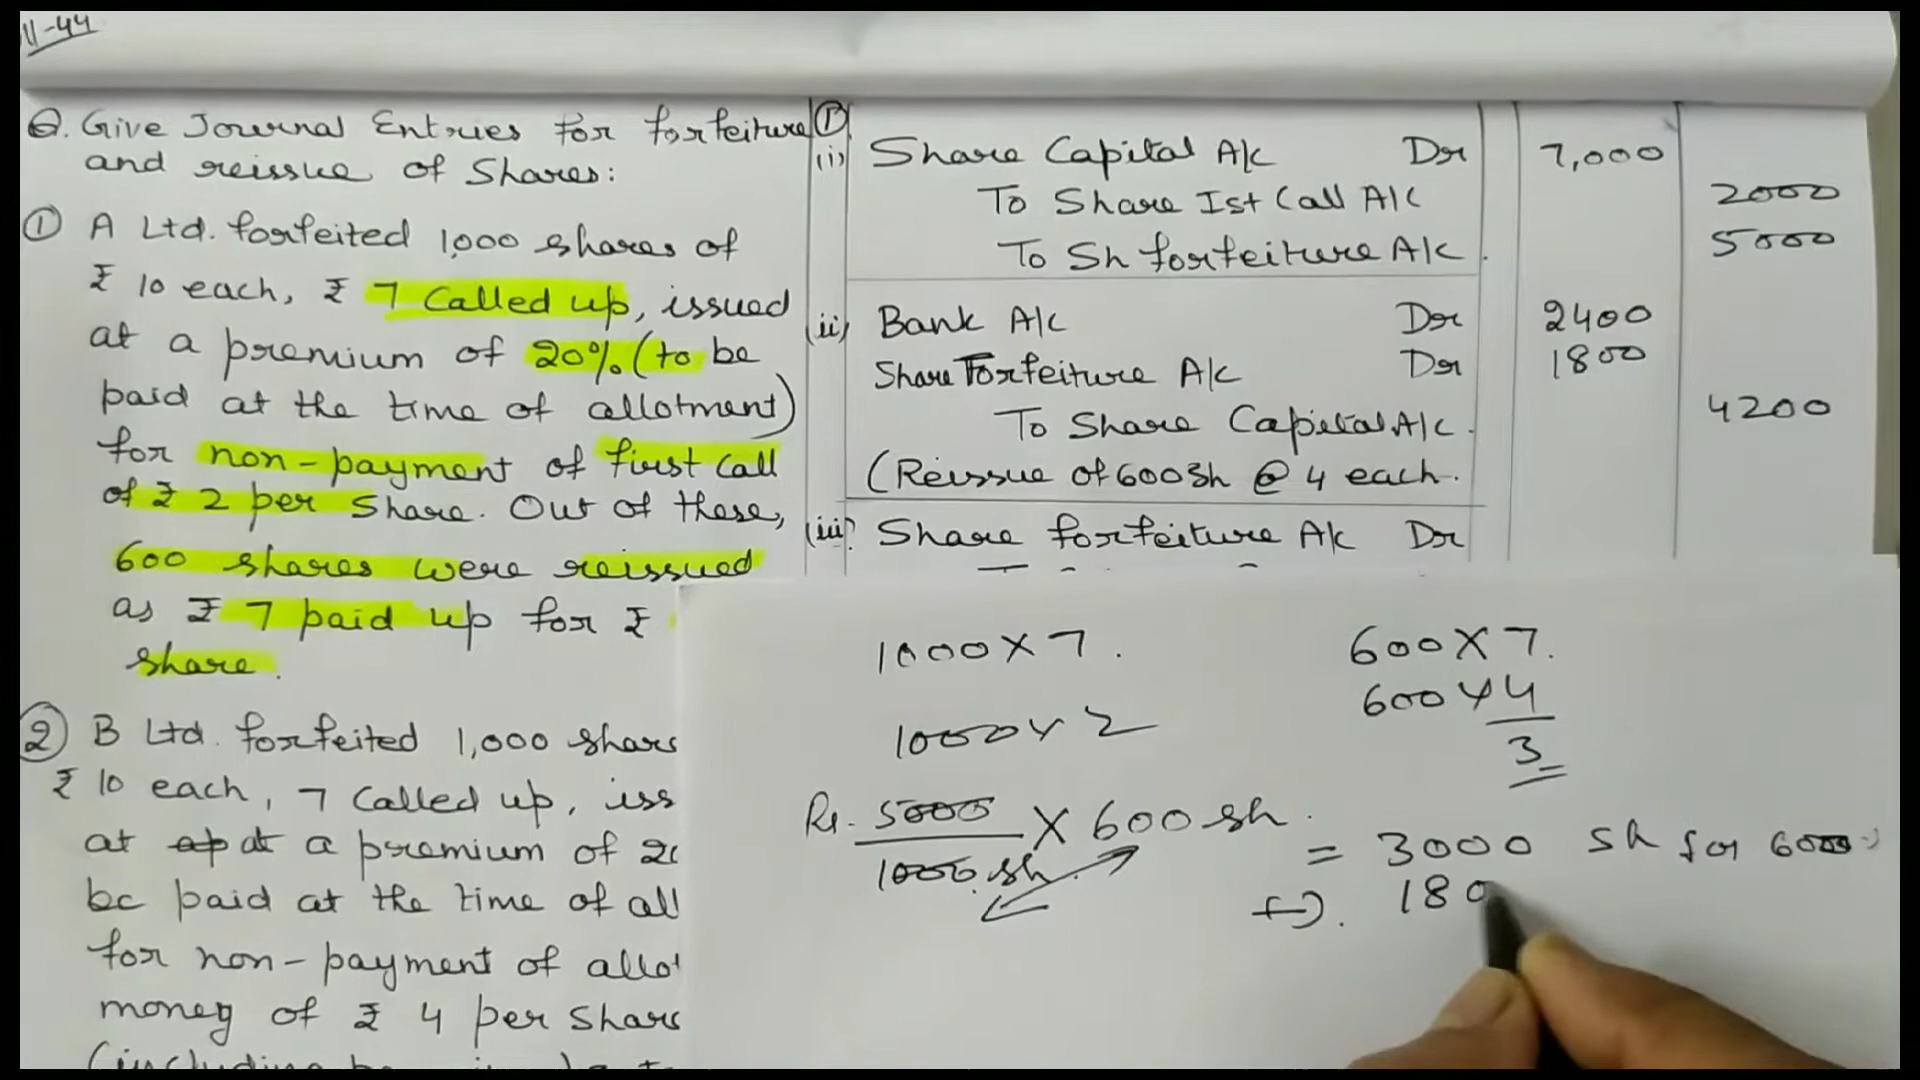 11-44
Q. Give Journal Entries for forfeiture
and reissue of Shares:
① A Ltd. forfeited 1,000 shares of
₹ 10 each, ₹ 7 Called up, issued
at a premium of 20% (to be
paid at the time of allotment)
for non-payment of first call
of ₹ 2 per share. Out of these,
600 shares were reissued
as ₹ 7 paid up for ₹
share.
② B Ltd. forfeited 1,000 shares
₹ 10 each, 7 Called up, iss
at a premium of 20
be paid at the time of all
for non-payment of allot
money of ₹ 4 per share
①
(i) Share Capital A/c Dr 7,000
To Share Ist Call A/c 2000
To Sh forfeiture A/c. 5000
(ii) Bank A/c Dr 2400
Share Forfeiture A/c Dr 1800
To Share Capital A/c. 4200
(Reissue of 600 Sh @ 4 each.
(iii) Share forfeiture A/c Dr
1000 X 7.
1000 X 2
Rs. 5000 X 600 sh.
1000 sh
600 X 7.
600 X 4
3
= 3000 sh for 600
(-). 180